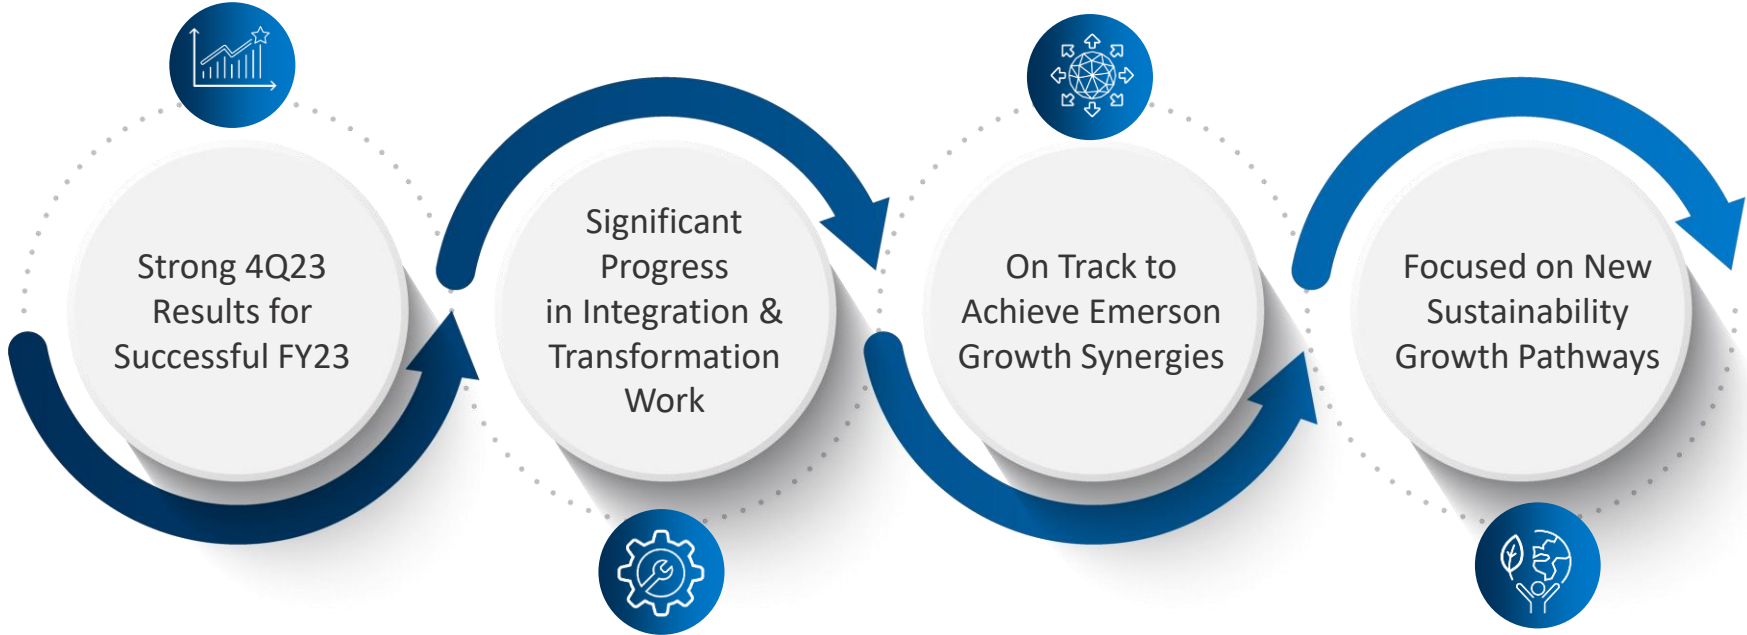 Strong 4Q23
Results for
Successful FY23
Significant
Progress
in Integration &
Transformation
Work
On Track to
Achieve Emerson
Growth Synergies
Focused on New
Sustainability
Growth Pathways